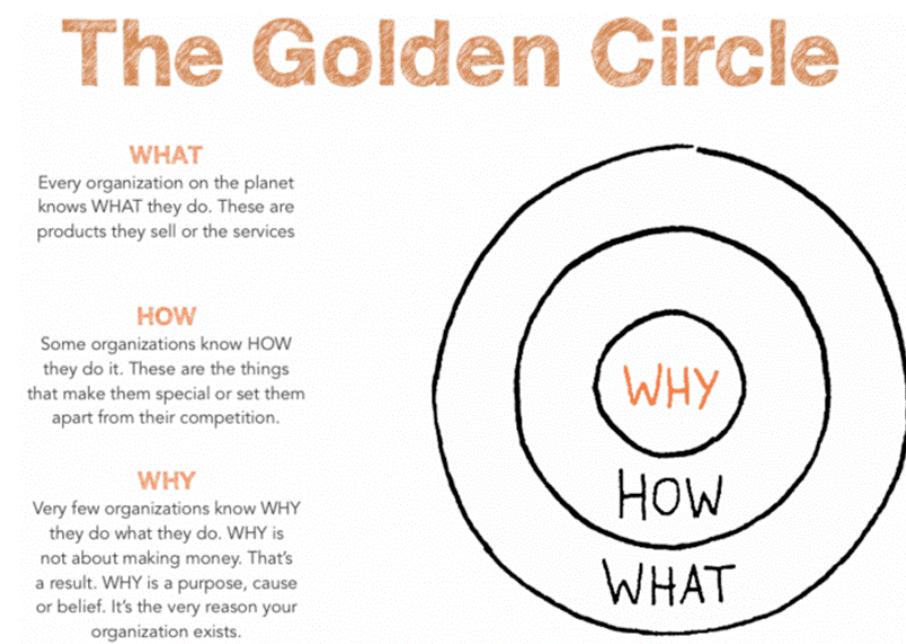 The Golden Circle
WHAT
Every organization on the planet
knows WHAT they do. These are
products they sell or the services
HOW
Some organizations know HOW
they do it. These are the things
that make them special or set them
apart from their competition.
WHY
Very few organizations know WHY
they do what they do. WHY is
not about making money. That's
a result. WHY is a purpose, cause
or belief. It's the very reason your
organization exists.
WHY
HOW
WHAT